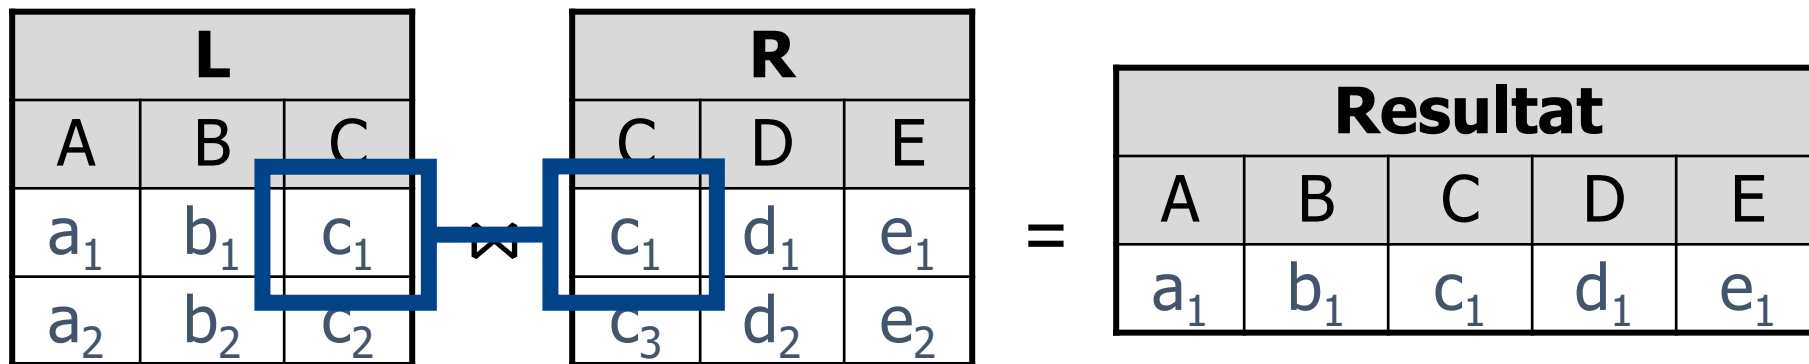 L
A B C
a₁ b₁ c₁
a₂ b₂ c₂
⋈
R
C D E
c₁ d₁ e₁
c₃ d₂ e₂
=
Resultat
A B C D E
a₁ b₁ c₁ d₁ e₁